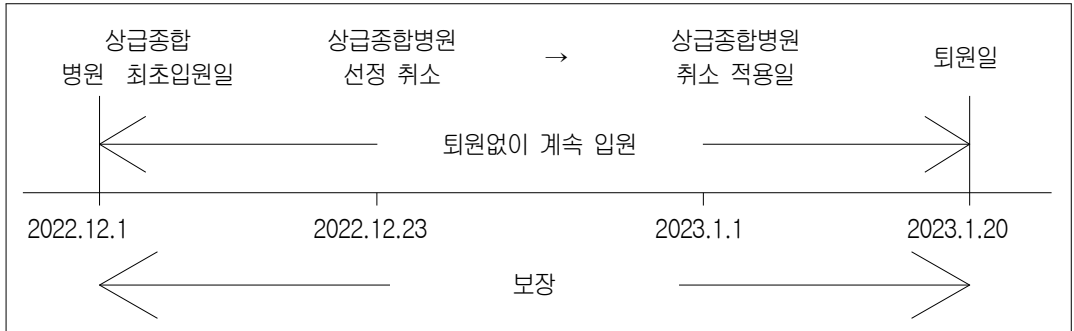 상급종합
병원 최초입원일
상급종합병원
선정 취소
→
상급종합병원
취소 적용일
퇴원일
퇴원없이 계속 입원
2022.12.1
2022.12.23
2023.1.1
2023.1.20
보장